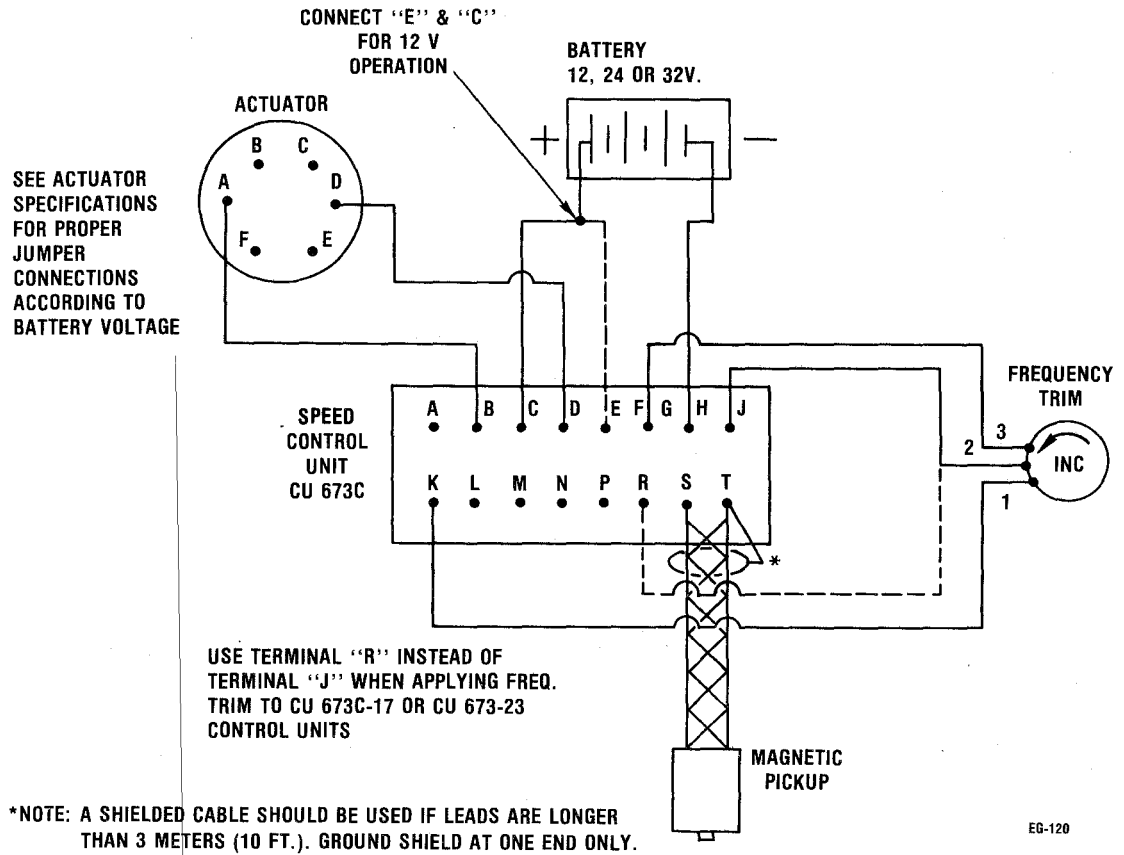 CONNECT "E" & "C"
FOR 12 V
OPERATION
BATTERY
12, 24 OR 32V.
+
—
ACTUATOR
B
C
A
D
F
E
SEE ACTUATOR
SPECIFICATIONS
FOR PROPER
JUMPER
CONNECTIONS
ACCORDING TO
BATTERY VOLTAGE
SPEED
CONTROL
UNIT
CU 673C
A B C D E F G H J
K L M N P R S T
*
FREQUENCY
TRIM
3
2
1
INC
USE TERMINAL "R" INSTEAD OF
TERMINAL "J" WHEN APPLYING FREQ.
TRIM TO CU 673C-17 OR CU 673-23
CONTROL UNITS
MAGNETIC
PICKUP
*NOTE: A SHIELDED CABLE SHOULD BE USED IF LEADS ARE LONGER
THAN 3 METERS (10 FT.). GROUND SHIELD AT ONE END ONLY.
EG-120